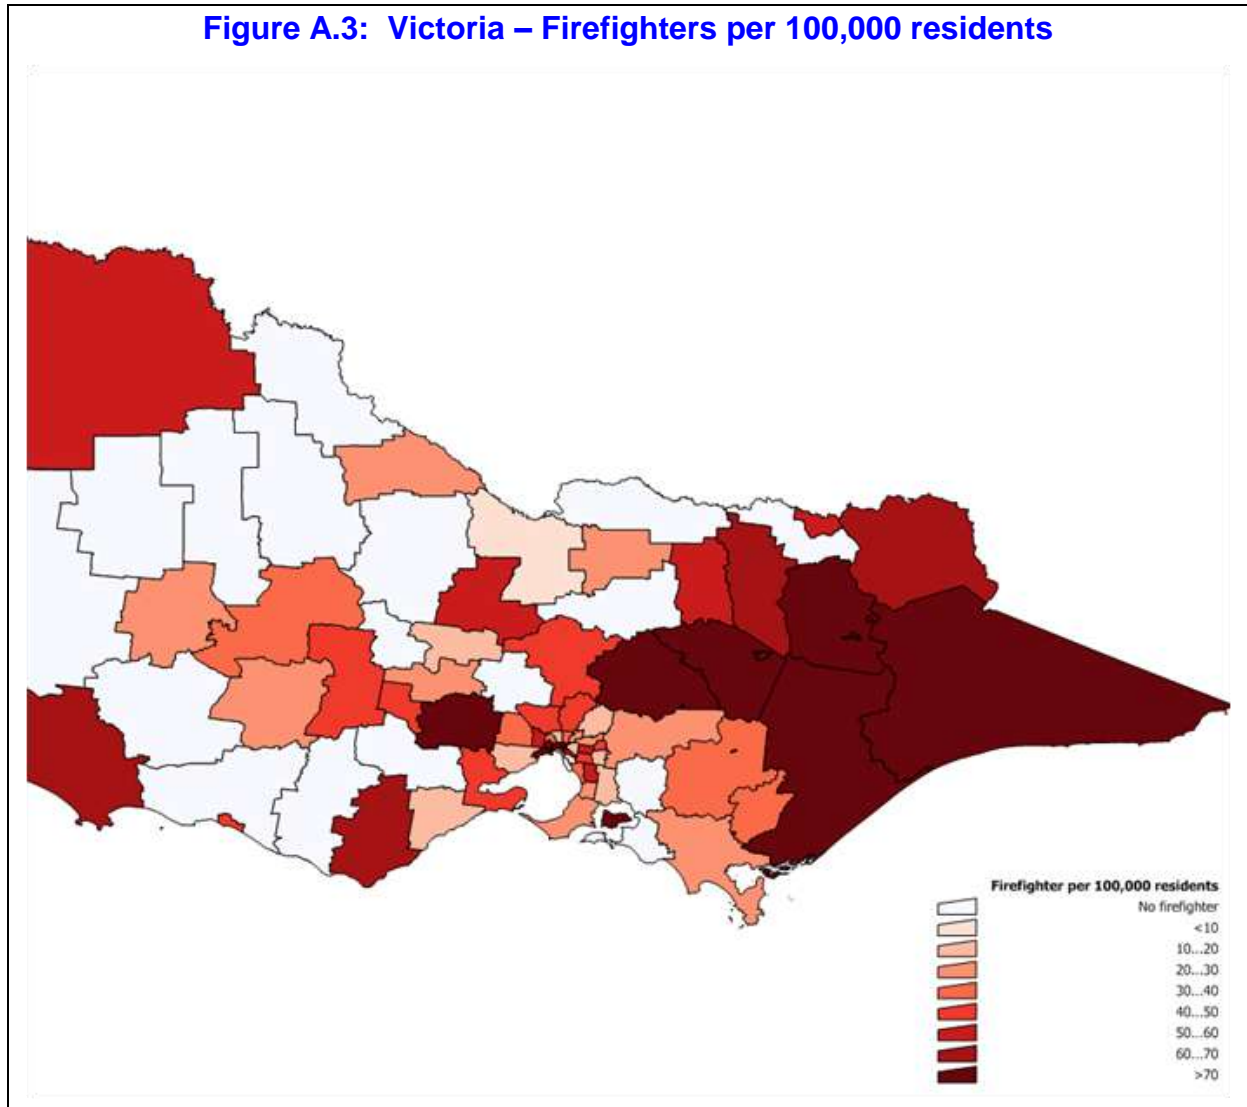 Figure A.3:  Victoria – Firefighters per 100,000 residents
Firefighter per 100,000 residents
No firefighter
<10
10...20
20...30
30...40
40...50
50...60
60...70
>70